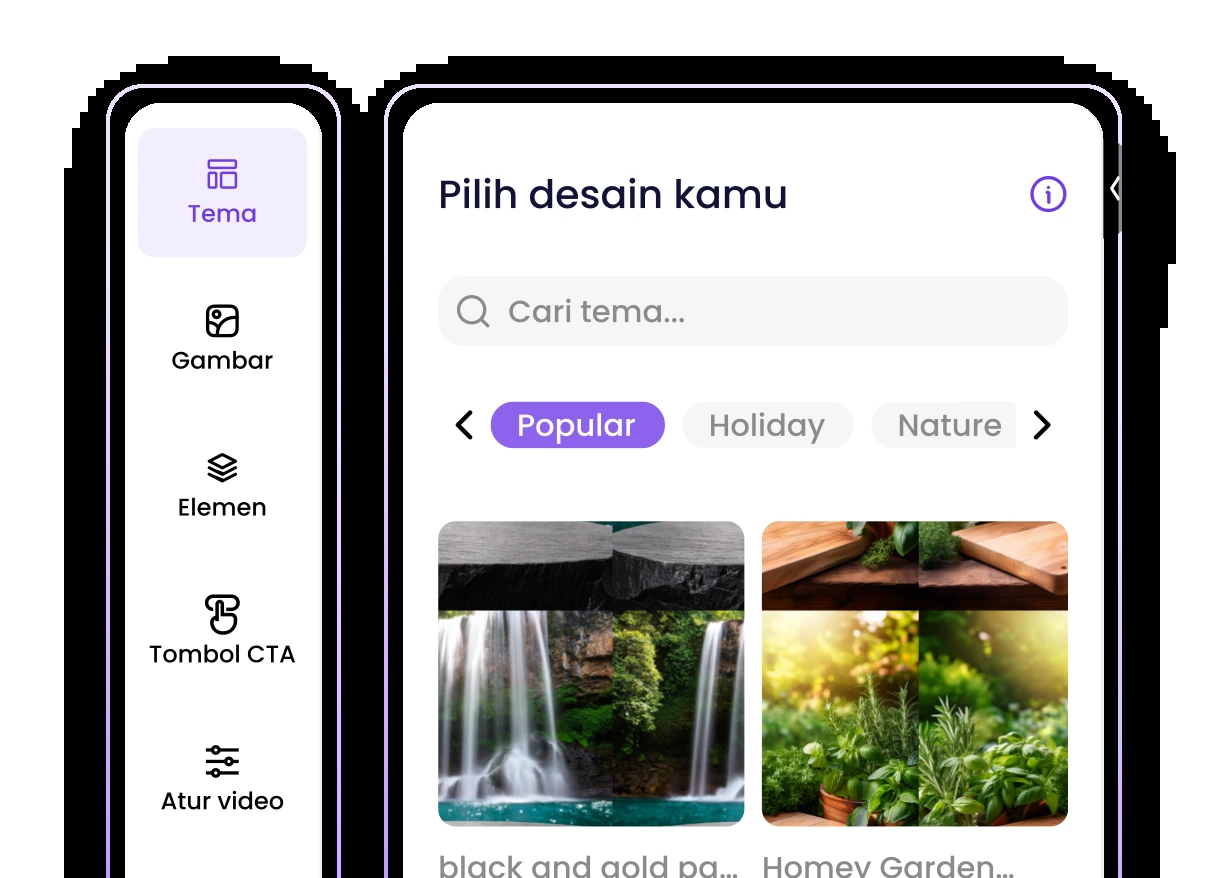 Tema
Gambar
Elemen
Tombol CTA
Atur video
Pilih desain kamu
Cari tema...
Popular
Holiday
Nature
black and gold pa...
Homey Garden...